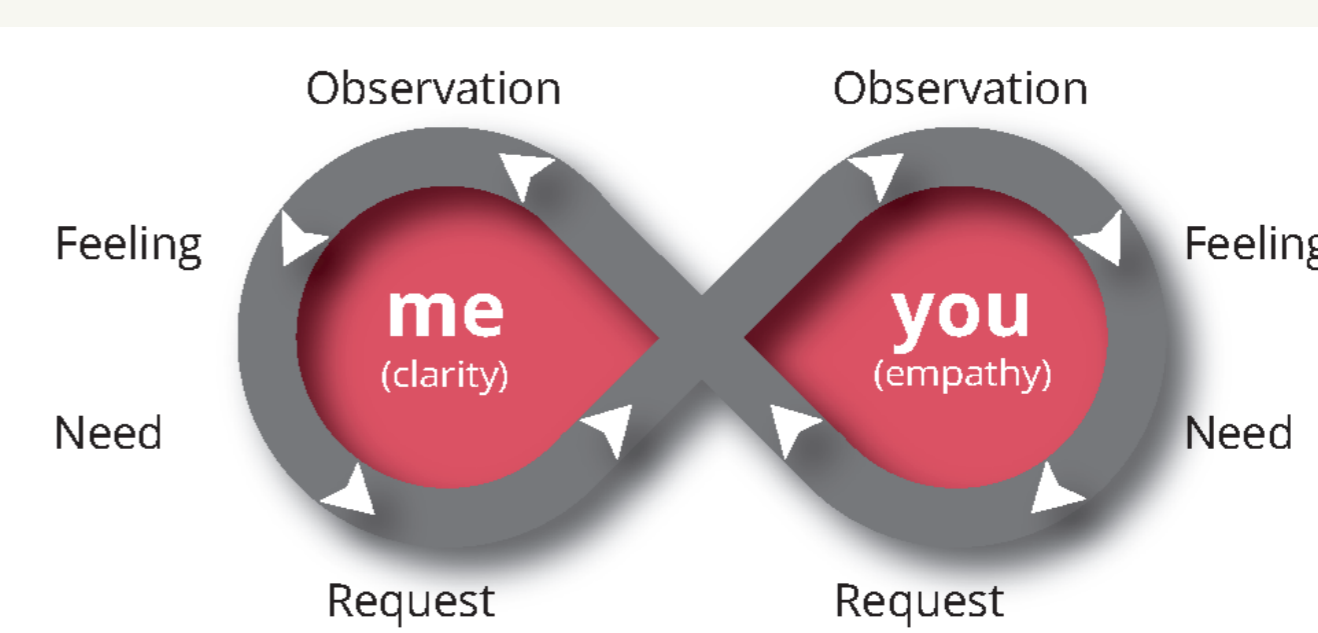 Observation
Observation
Feeling
Feeling
me
(clarity)
you
(empathy)
Need
Need
Request
Request